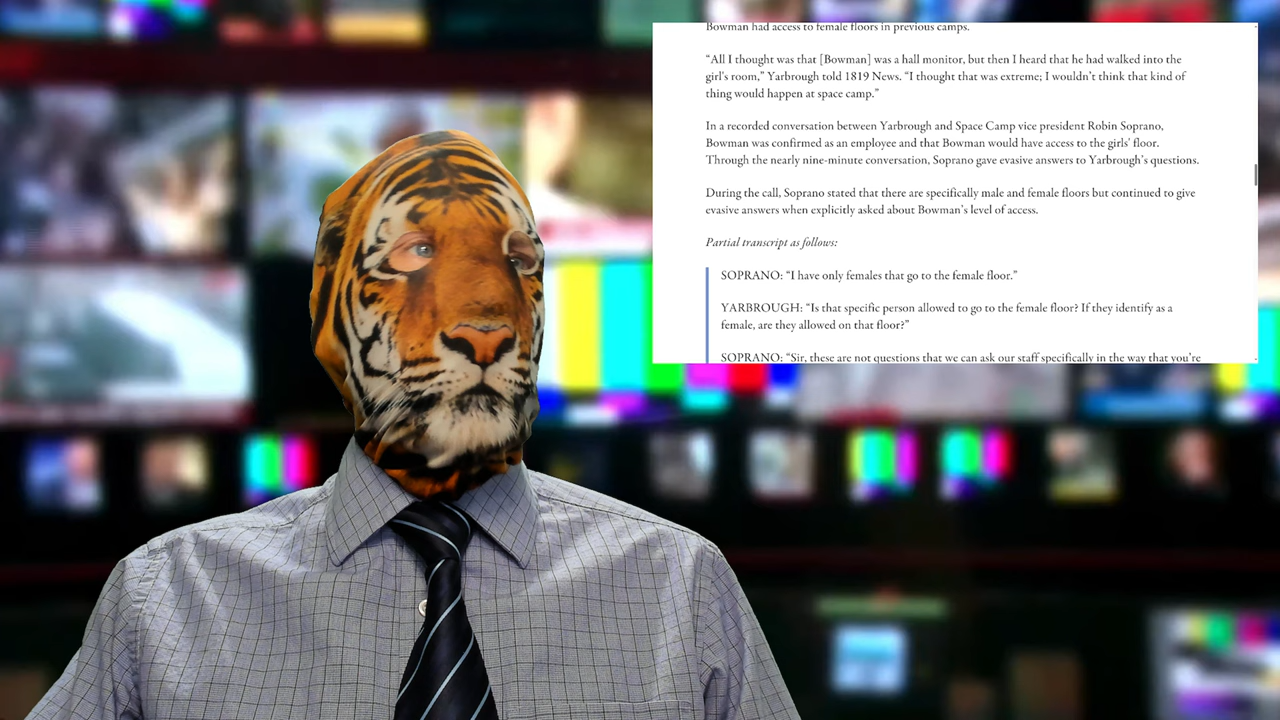 Bowman had access to female floors in previous camps.
“All I thought was that [Bowman] was a hall monitor, but then I heard that he had walked into the
girl's room,” Yarbrough told 1819 News. “I thought that was extreme; I wouldn't think that kind of
thing would happen at space camp.”
In a recorded conversation between Yarbrough and Space Camp vice president Robin Soprano,
Bowman was confirmed as an employee and that Bowman would have access to the girls' floor.
Through the nearly nine-minute conversation, Soprano gave evasive answers to Yarbrough's questions.
During the call, Soprano stated that there are specifically male and female floors but continued to give
evasive answers when explicitly asked about Bowman's level of access.
Partial transcript as follows:
SOPRANO: “I have only females that go to the female floor.”
YARBROUGH: “Is that specific person allowed to go to the female floor? If they identify as a
female, are they allowed on that floor?”
SOPRANO: “Sir, these are not questions that we can ask our staff specifically in the way that you're